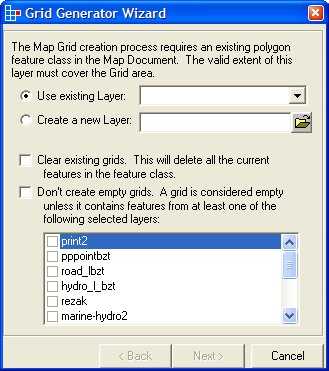 Grid Generator Wizard
The Map Grid creation process requires an existing polygon
feature class in the Map Document. The valid extent of this
layer must cover the Grid area.
Use existing Layer:
Create a new Layer:
Clear existing grids. This will delete all the current
features in the feature class.
Don't create empty grids. A grid is considered empty
unless it contains features from at least one of the
following selected layers:
print2
pppointbzt
road_lbzt
hydro_l_bzt
rezak
marine-hydro2
< Back Next > Cancel